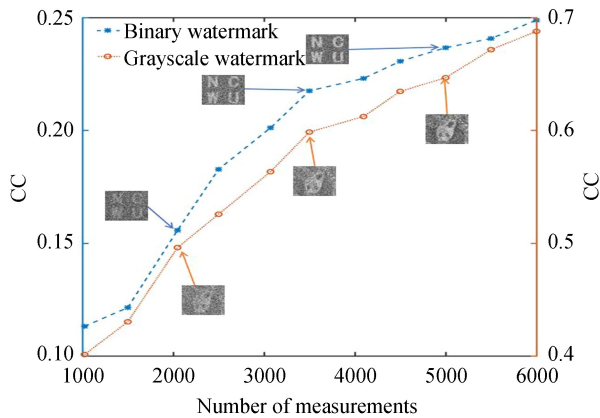 0.25
0.20
0.15
0.10
CC
Binary watermark
Grayscale watermark
N C
W U
N C
W U
N C
W U
0.7
0.6
0.5
0.4
CC
1000 2000 3000 4000 5000 6000
Number of measurements